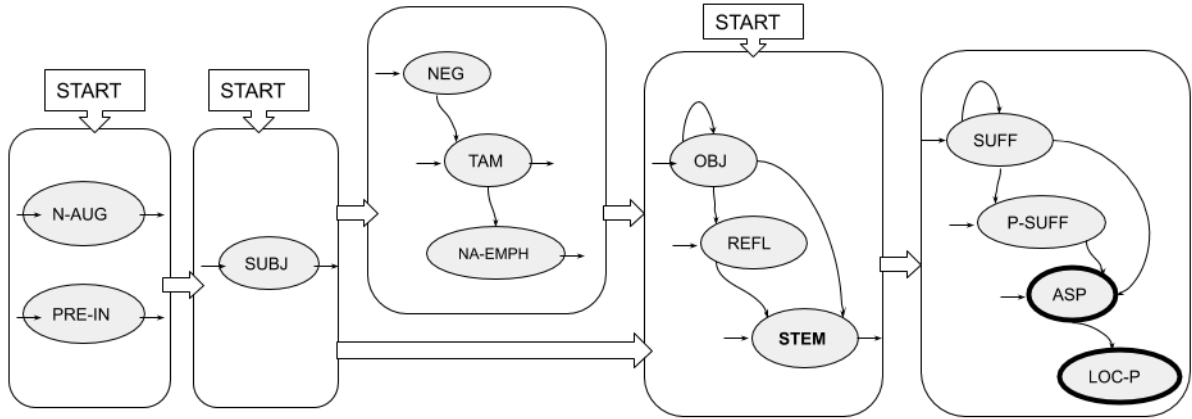 START
N-AUG
PRE-IN
START
SUBJ
NEG
TAM
NA-EMPH
START
OBJ
REFL
STEM
SUFF
P-SUFF
ASP
LOC-P